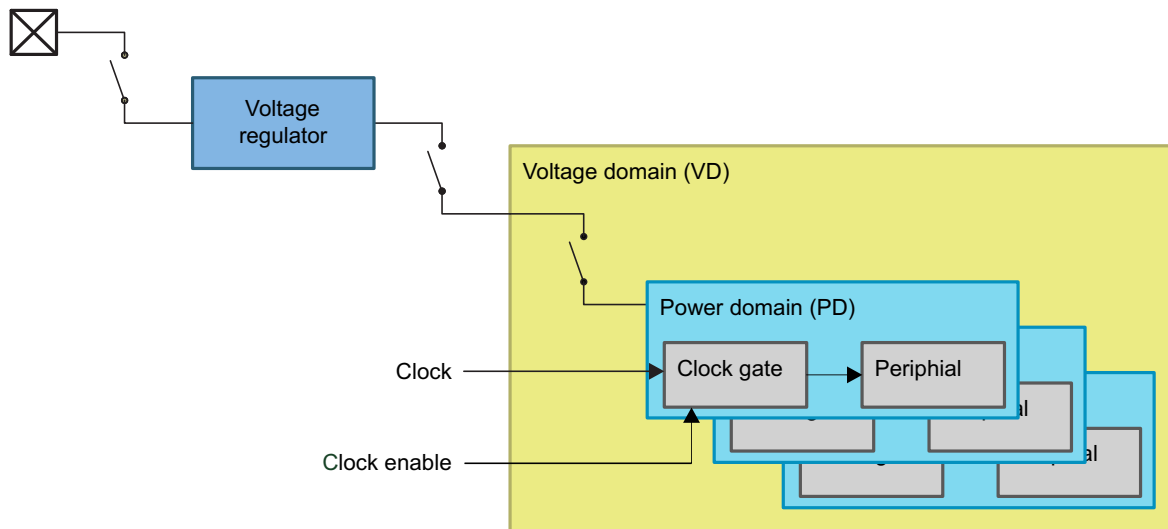 Voltage
regulator
Voltage domain (VD)
Power domain (PD)
Clock
Clock gate
Periphial
Clock enable